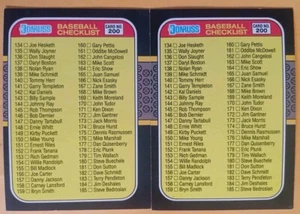 DONRUSS BASEBALL CHECKLIST CARD NO. 200
134 Joe Hesketh
135 Wally Joyner
136 Don Slaught
137 Daryl Boston
138 Nolan Ryan
139 Mike Schmidt
140 Tommy Herr
141 Garry Templeton
142 Kal Daniels
143 Billy Sample
144 Johnny Ray
145 Rob Thompson
146 Bob Dernier
147 Danny Tartabull
148 Ernie Whitt
149 Kirby Puckett
150 Mike Young
151 Ernest Riles
152 Frank Tanana
153 Rich Gedman
154 Willie Randolph
155 Bill Madlock
156 Joe Carter
157 Danny Jackson
158 Carney Lansford
159 Bryn Smith
160 Gary Pettis
161 Oddibe McDowell
162 John Cangelosi
163 Mike Scott
164 Eric Show
165 Juan Samuel
166 Nick Esasky
167 Zane Smith
168 Mike Brown
169 Keith Moreland
170 John Tudor
171 Ken Dixon
172 Jim Gantner
173 Jack Morris
174 Bruce Hurst
175 Dennis Rasmussen
176 Mike Marshall
177 Dan Quisenberry
178 Eric Plunk
179 Tim Wallach
180 Steve Buechele
181 Don Sutton
182 Dave Schmidt
183 Terry Pendleton
184 Jim Deshaies
185 Steve Bedrosian
DONRUSS BASEBALL CHECKLIST CARD NO. 200
134 Joe Hesketh
135 Wally Joyner
136 Don Slaught
137 Daryl Boston
138 Nolan Ryan
139 Mike Schmidt
140 Tommy Herr
141 Garry Templeton
142 Kal Daniels
143 Billy Sample
144 Johnny Ray
145 Rob Thompson
146 Bob Dernier
147 Danny Tartabull
148 Ernie Whitt
149 Kirby Puckett
150 Mike Young
151 Ernest Riles
152 Frank Tanana
153 Rich Gedman
154 Willie Randolph
155 Bill Madlock
156 Joe Carter
157 Danny Jackson
158 Carney Lansford
159 Bryn Smith
160 Gary Pettis
161 Oddibe McDowell
162 John Cangelosi
163 Mike Scott
164 Eric Show
165 Juan Samuel
166 Nick Esasky
167 Zane Smith
168 Mike Brown
169 Keith Moreland
170 John Tudor
171 Ken Dixon
172 Jim Gantner
173 Jack Morris
174 Bruce Hurst
175 Dennis Rasmussen
176 Mike Marshall
177 Dan Quisenberry
178 Eric Plunk
179 Tim Wallach
180 Steve Buechele
181 Don Sutton
182 Dave Schmidt
183 Terry Pendleton
184 Jim Deshaies
185 Steve Bedrosian